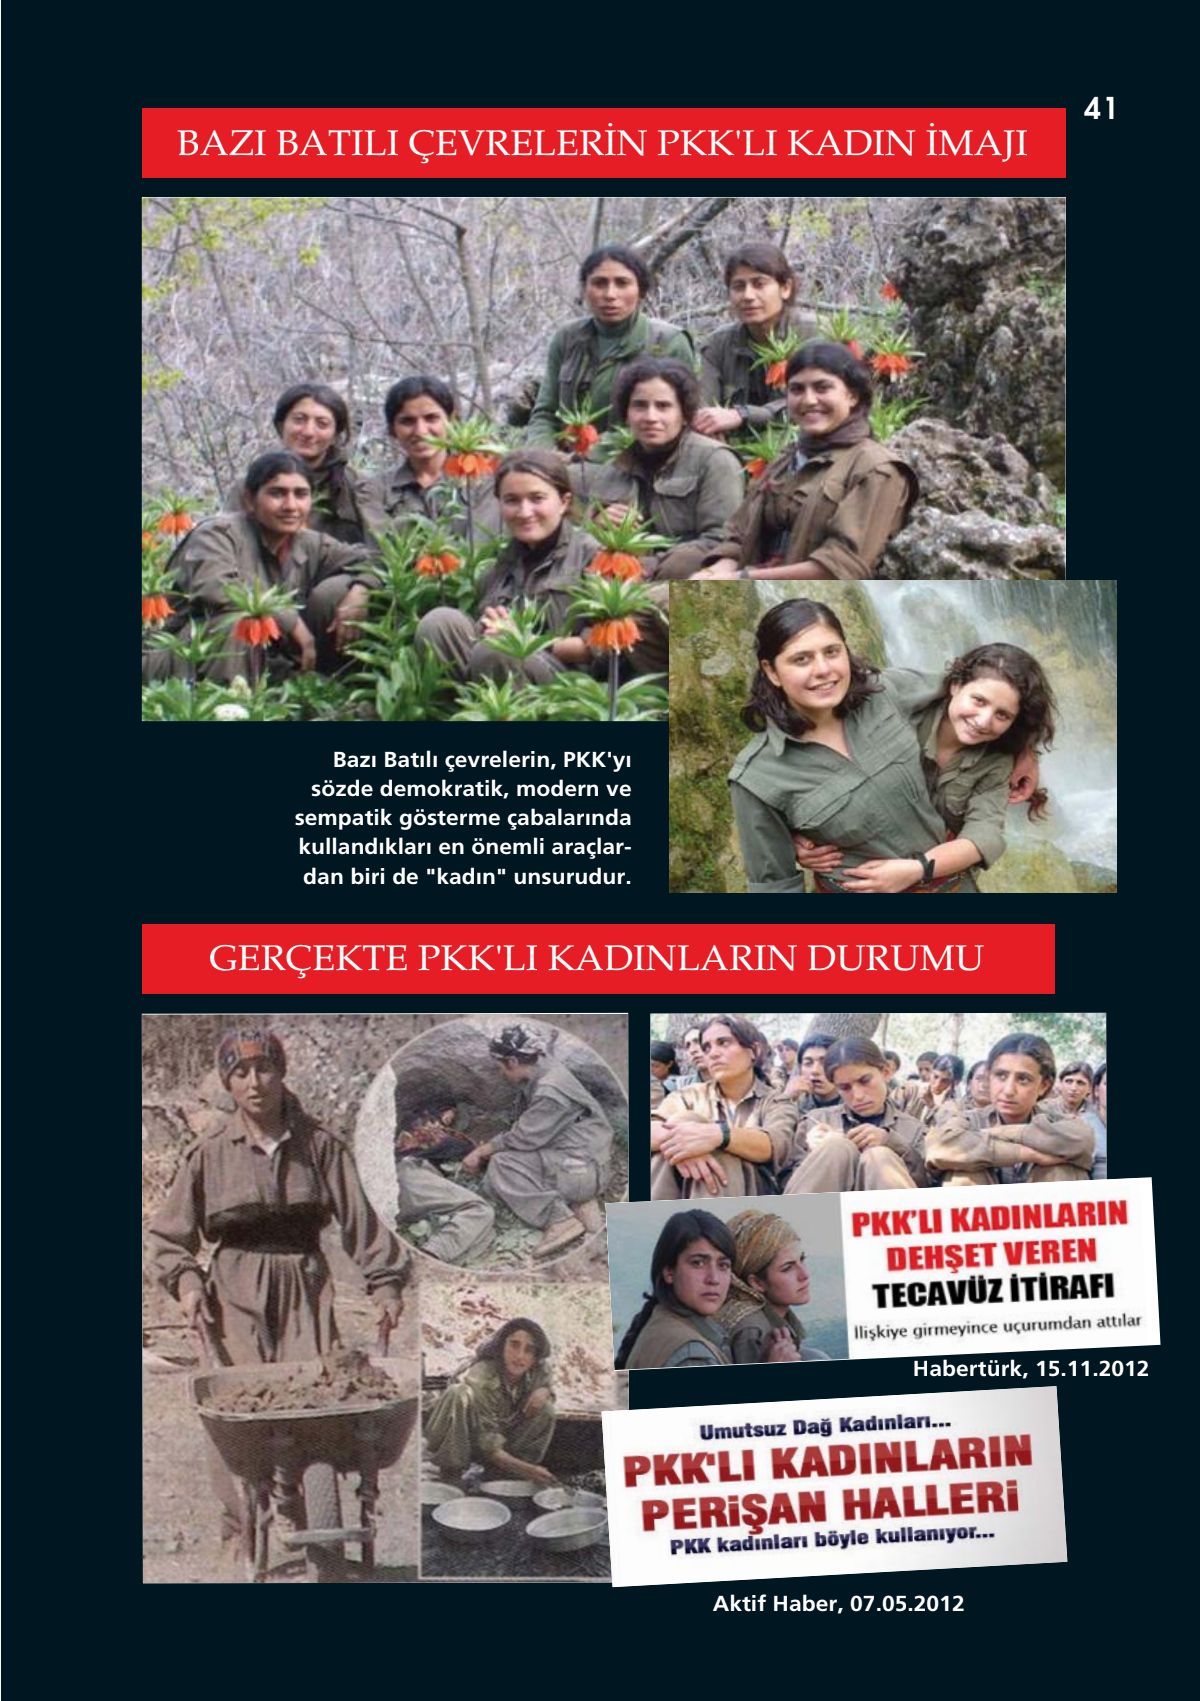 41
BAZI BATILI ÇEVRELERİN PKK'LI KADIN İMAJI
Bazı Batılı çevrelerin, PKK'yı
sözde demokratik, modern ve
sempatik gösterme çabalarında
kullandıkları en önemli araçlar-
dan biri de "kadın" unsurudur.
GERÇEKTE PKK'LI KADINLARIN DURUMU
PKK'LI KADINLARIN
DEHŞET VEREN
TECAVÜZ İTİRAFI
İlişkiye girmeyince uçurumdan attılar
Habertürk, 15.11.2012
Umutsuz Dağ Kadınları...
PKK'LI KADINLARIN
PERİŞAN HALLERİ
PKK kadınları böyle kullanıyor...
Aktif Haber, 07.05.2012